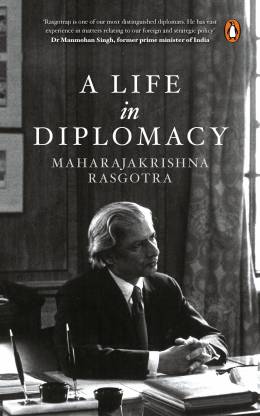 'Rasgotra is one of our most distinguished diplomats. He has vast
experience in matters relating to our foreign and strategic policy'
Dr Manmohan Singh, former prime minister of India
A LIFE
in
DIPLOMACY
MAHARAJAKRISHNA
RASGOTRA